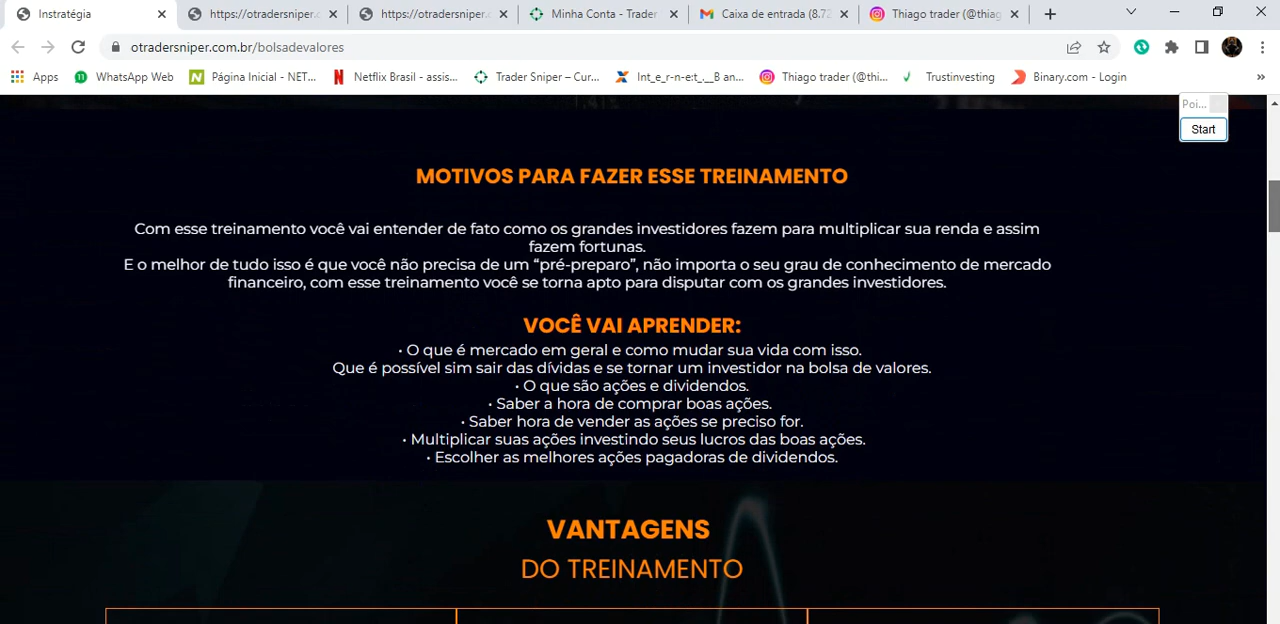 Instratégia
https://otradersniper.c
https://otradersniper.c
Minha Conta - Trader
Caixa de entrada (8.72
Thiago trader (@thiag
otradersniper.com.br/bolsadevalores
Apps
WhatsApp Web
Página Inicial - NET...
Netflix Brasil - assis...
Trader Sniper – Cur...
Int_e_r-n=e:t_.__B an...
Thiago trader (@thi...
Trustinvesting
Binary.com - Login
»
Poi...
Start
MOTIVOS PARA FAZER ESSE TREINAMENTO
Com esse treinamento você vai entender de fato como os grandes investidores fazem para multiplicar sua renda e assim
fazem fortunas.
E o melhor de tudo isso é que você não precisa de um “pré-preparo”, não importa o seu grau de conhecimento de mercado
financeiro, com esse treinamento você se torna apto para disputar com os grandes investidores.
VOCÊ VAI APRENDER:
• O que é mercado em geral e como mudar sua vida com isso.
Que é possível sim sair das dívidas e se tornar um investidor na bolsa de valores.
• O que são ações e dividendos.
• Saber a hora de comprar boas ações.
• Saber hora de vender as ações se preciso for.
• Multiplicar suas ações investindo seus lucros das boas ações.
• Escolher as melhores ações pagadoras de dividendos.
VANTAGENS
DO TREINAMENTO